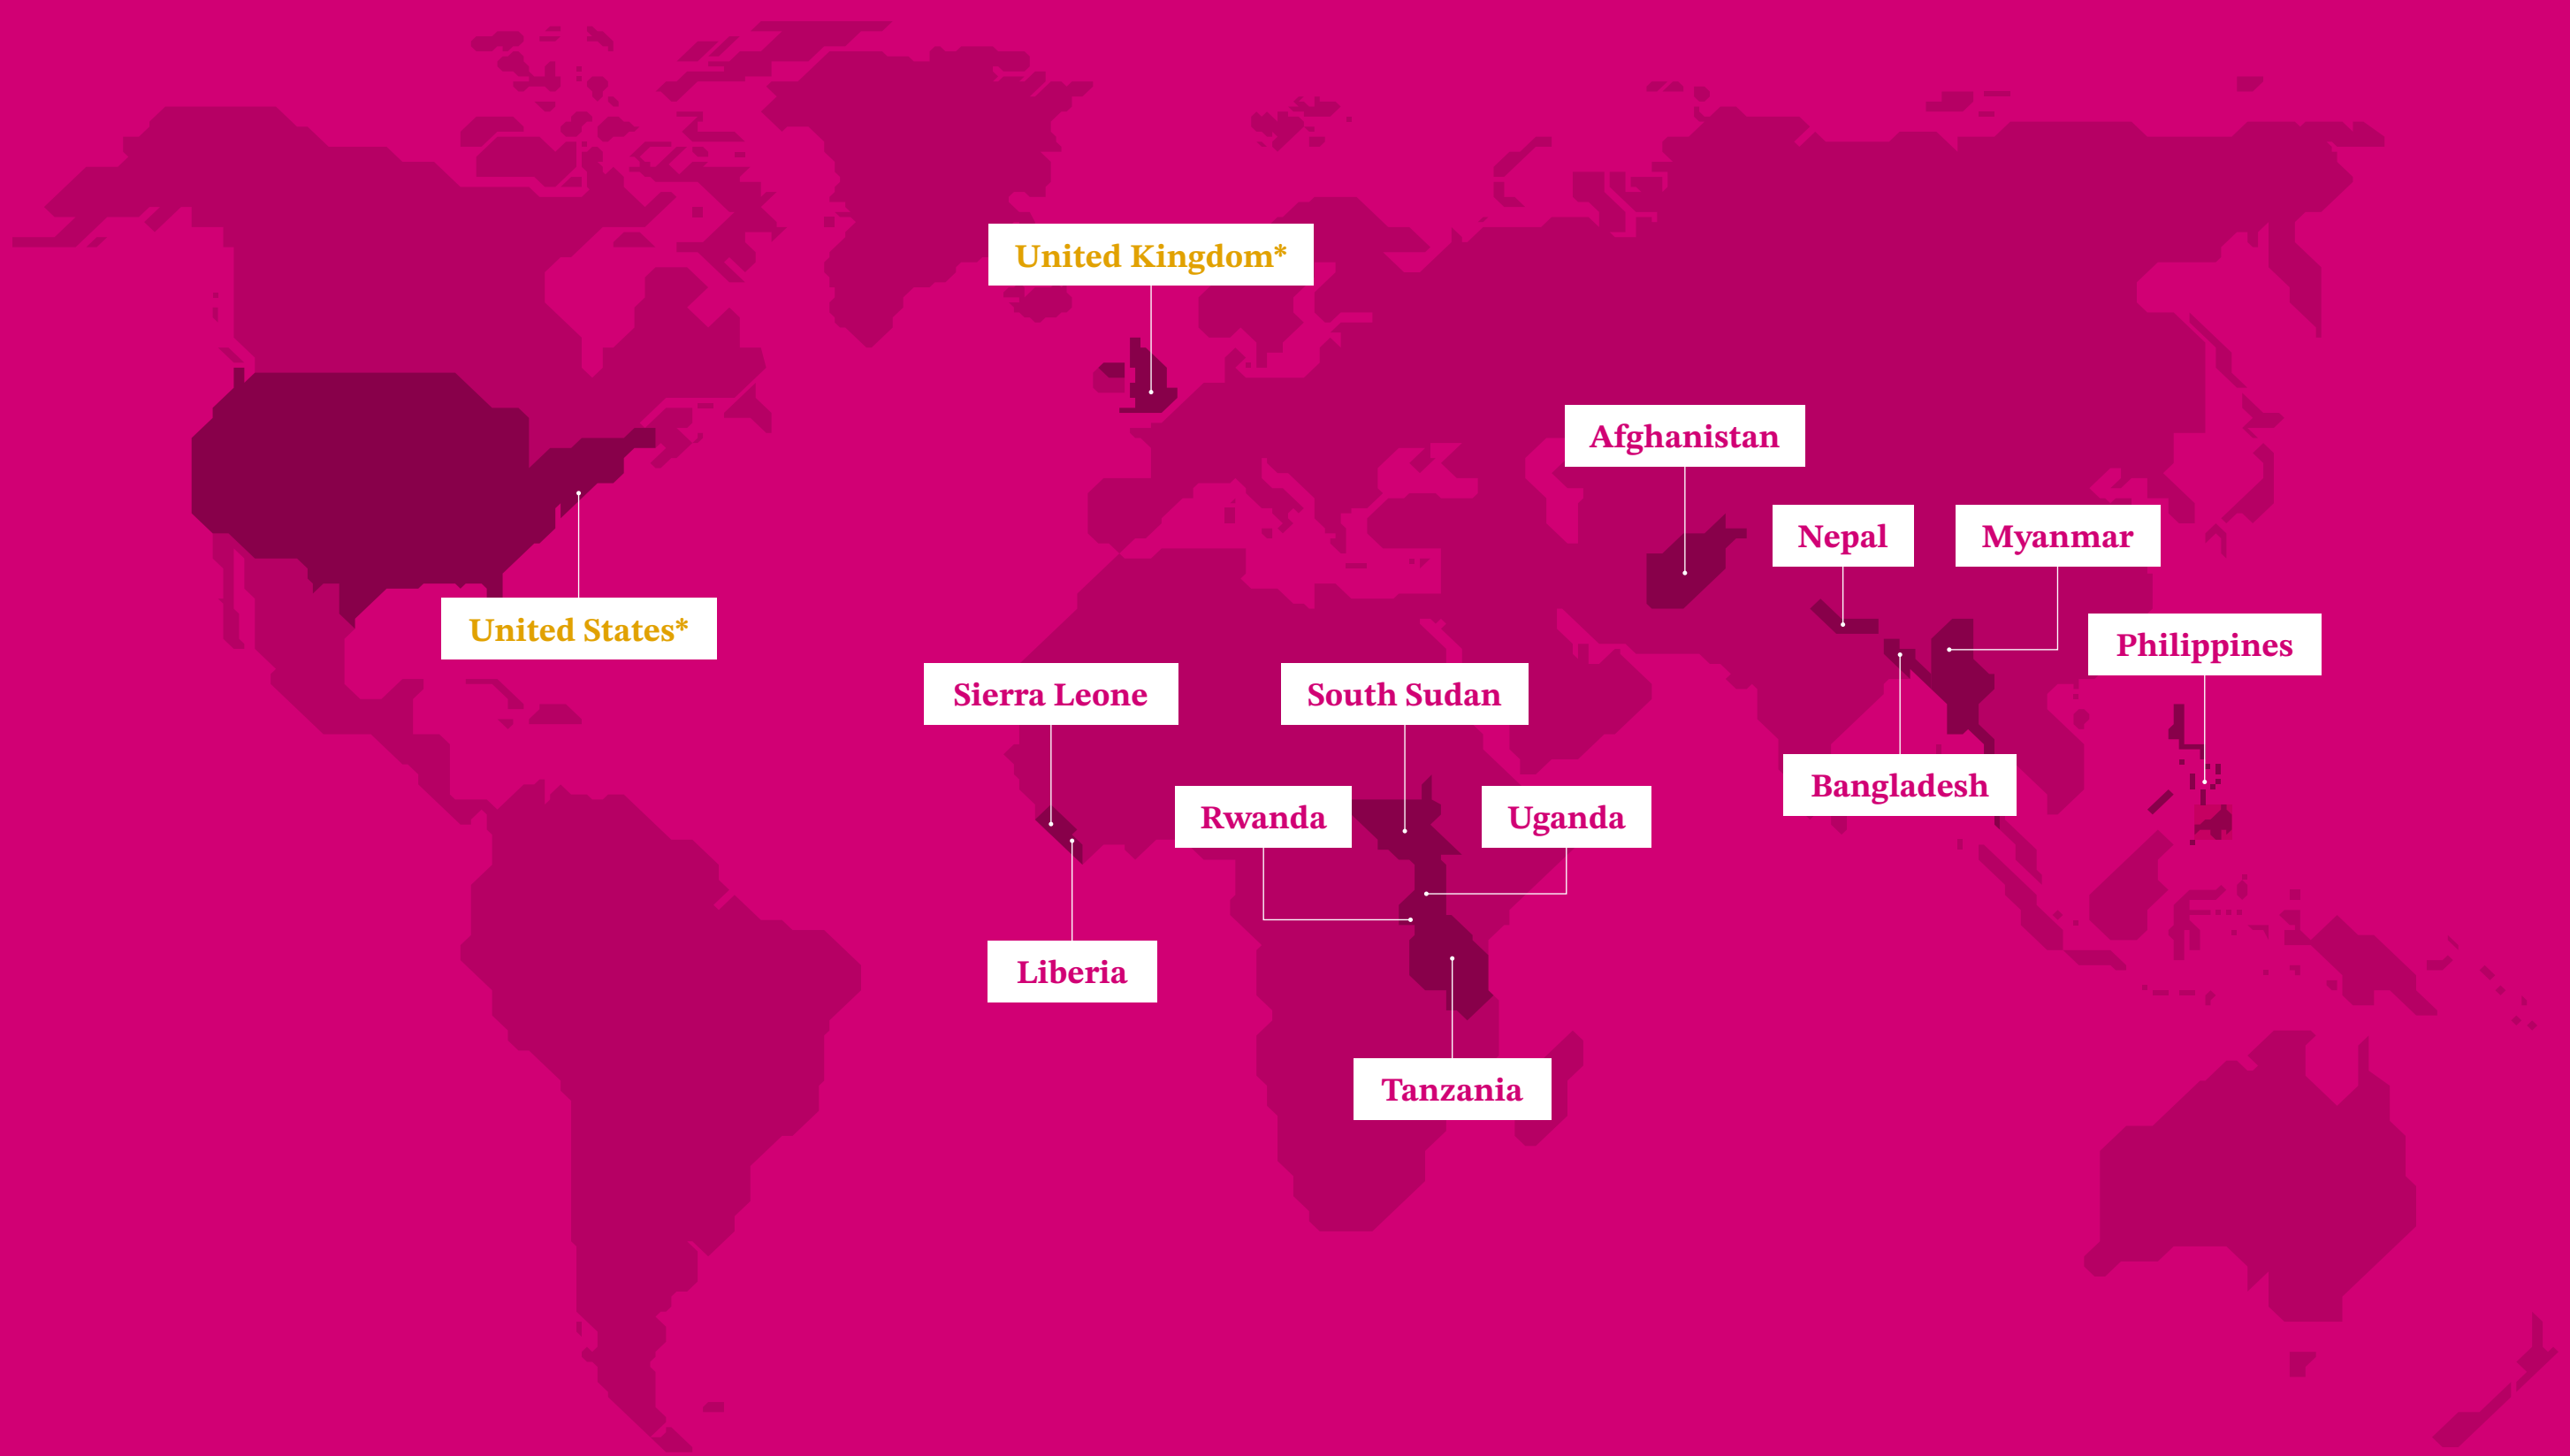 United Kingdom*
Afghanistan
Nepal
Myanmar
United States*
Philippines
Sierra Leone
South Sudan
Bangladesh
Rwanda
Uganda
Liberia
Tanzania